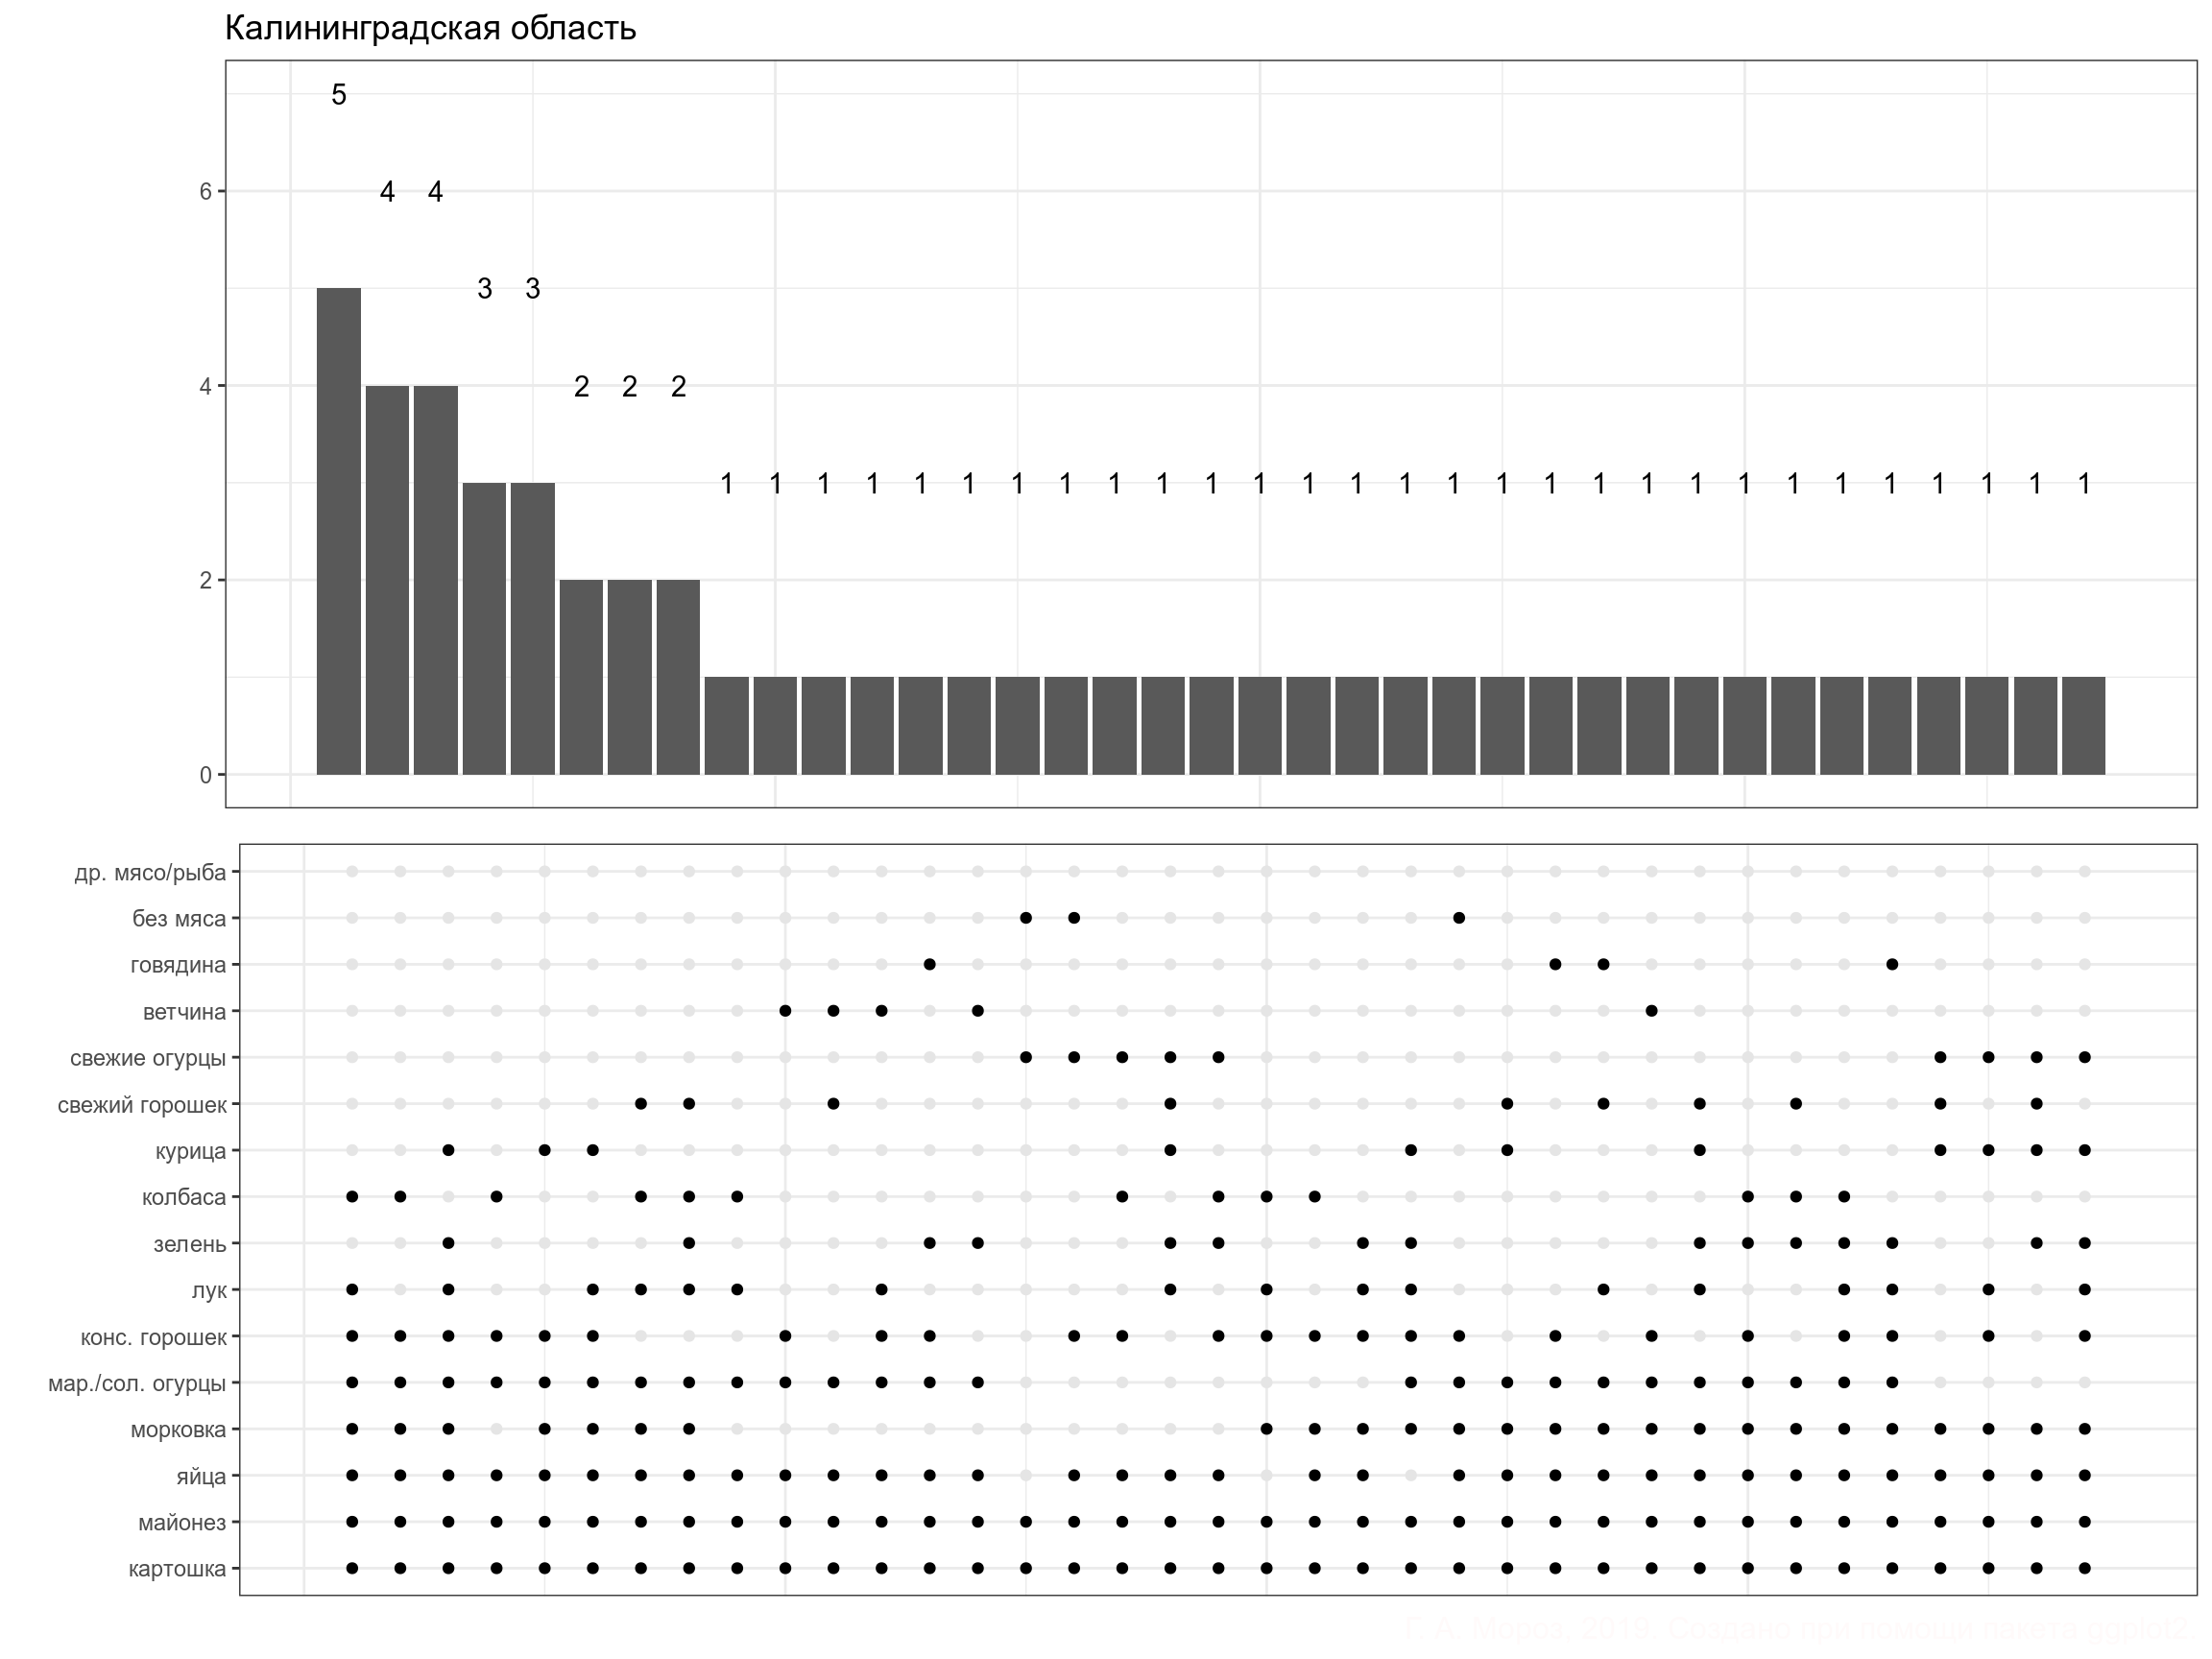 Калининградская область
5
4 4
3 3
2 2 2
1 1 1 1 1 1 1 1 1 1 1 1 1 1 1 1 1 1 1 1 1 1 1 1 1 1 1 1 1
6
4
2
0
др. мясо/рыба
без мяса
говядина
ветчина
свежие огурцы
свежий горошек
курица
колбаса
зелень
лук
конс. горошек
мар./сол. огурцы
морковка
яйца
майонез
картошка
Г. А. Мороз, 2019, Создано при помощи пакета ggplot2.